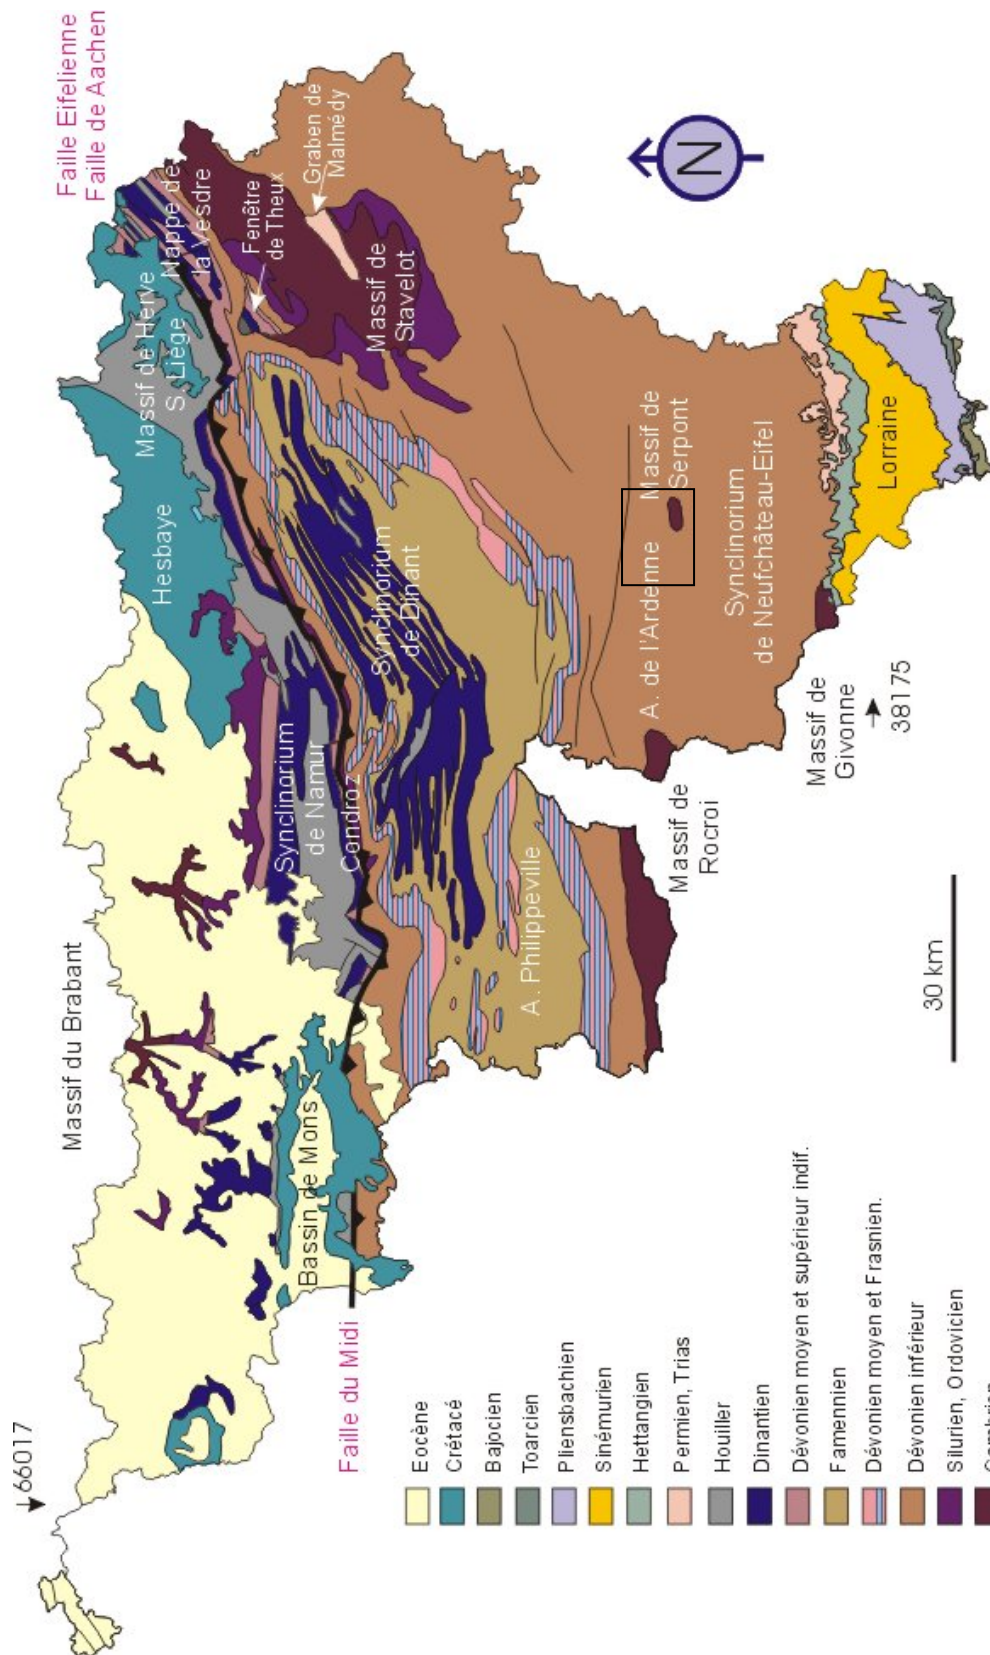 ↓66017
Massif du Brabant
Faille Eifelienne
Faille de Aachen
Massif de Herve
S. Liege
Nappe de
la Vesdre
Fenêtre
de Theux
Graben de
Malmédy
Hesbaye
Massif de
Stavelot
Synclinorium
de Namur
Condroz
Synclinorium
de Dinant
Bassin de Mons
Faille du Midi
A. Philippeville
A. de l'Ardenne
Massif de
Serpont
Synclinorium
de Neufchâteau-Eifel
Lorraine
Massif de
Rocroi
Massif de
Givonne
38175
N
30 km
Eocène
Crétacé
Bajocien
Toarcien
Pliensbachien
Sinémurien
Hettangien
Permien, Trias
Houiller
Dinantien
Dévonien moyen et supérieur indif.
Famennien
Dévonien moyen et Frasnien.
Dévonien inférieur
Silurien, Ordovicien